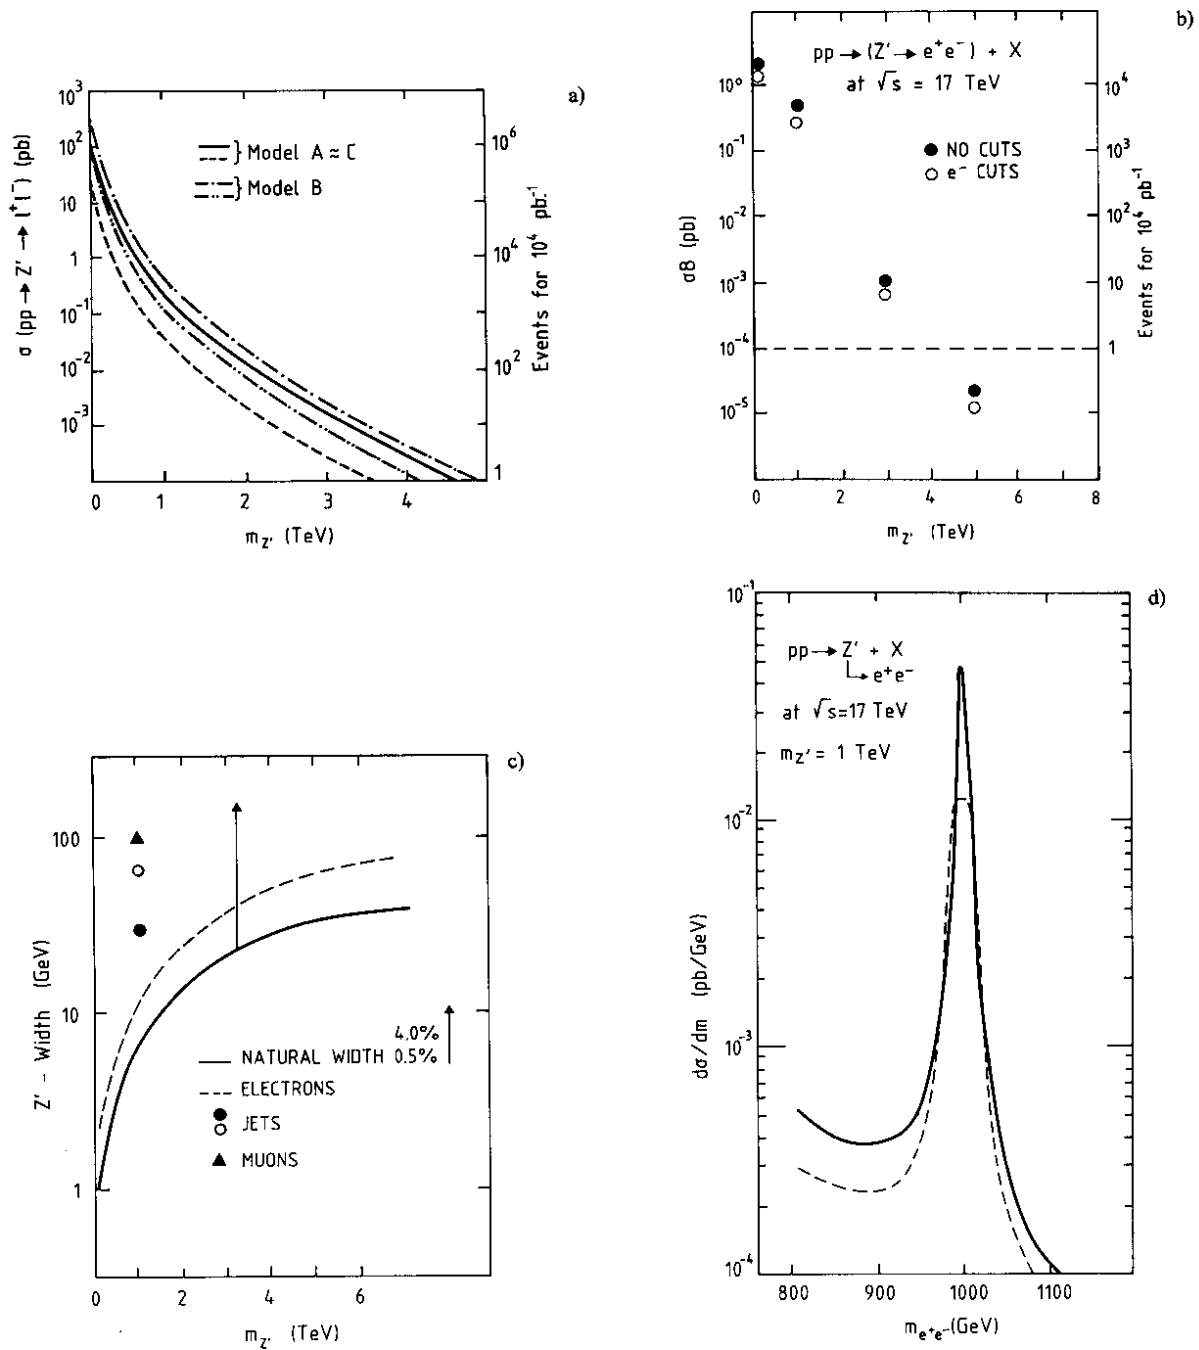 a)
10³
10²
10
1
10⁻¹
10⁻²
10⁻³
σ (pp → Z' → l⁺l⁻) (pb)
Model A ≈ C
Model B
10⁶
10⁴
10²
1
Events for 10⁴ pb⁻¹
0 1 2 3 4
m_Z' (TeV)
b)
pp → (Z' → e⁺e⁻) + X
at √s = 17 TeV
NO CUTS
e⁻ CUTS
10⁰
10⁻¹
10⁻²
10⁻³
10⁻⁴
10⁻⁵
σB (pb)
10⁴
10³
10²
10
1
Events for 10⁴ pb⁻¹
0 2 4 6 8
m_Z' (TeV)
c)
100
10
1
Z' - Width (GeV)
4.0%
NATURAL WIDTH 0.5%
ELECTRONS
JETS
MUONS
0 2 4 6 8
m_Z' (TeV)
d)
pp → Z' + X
e⁺e⁻
at √s=17 TeV
m_Z' = 1 TeV
10⁻¹
10⁻²
10⁻³
10⁻⁴
dσ/dm (pb/GeV)
800 900 1000 1100
m_e⁺e⁻ (GeV)